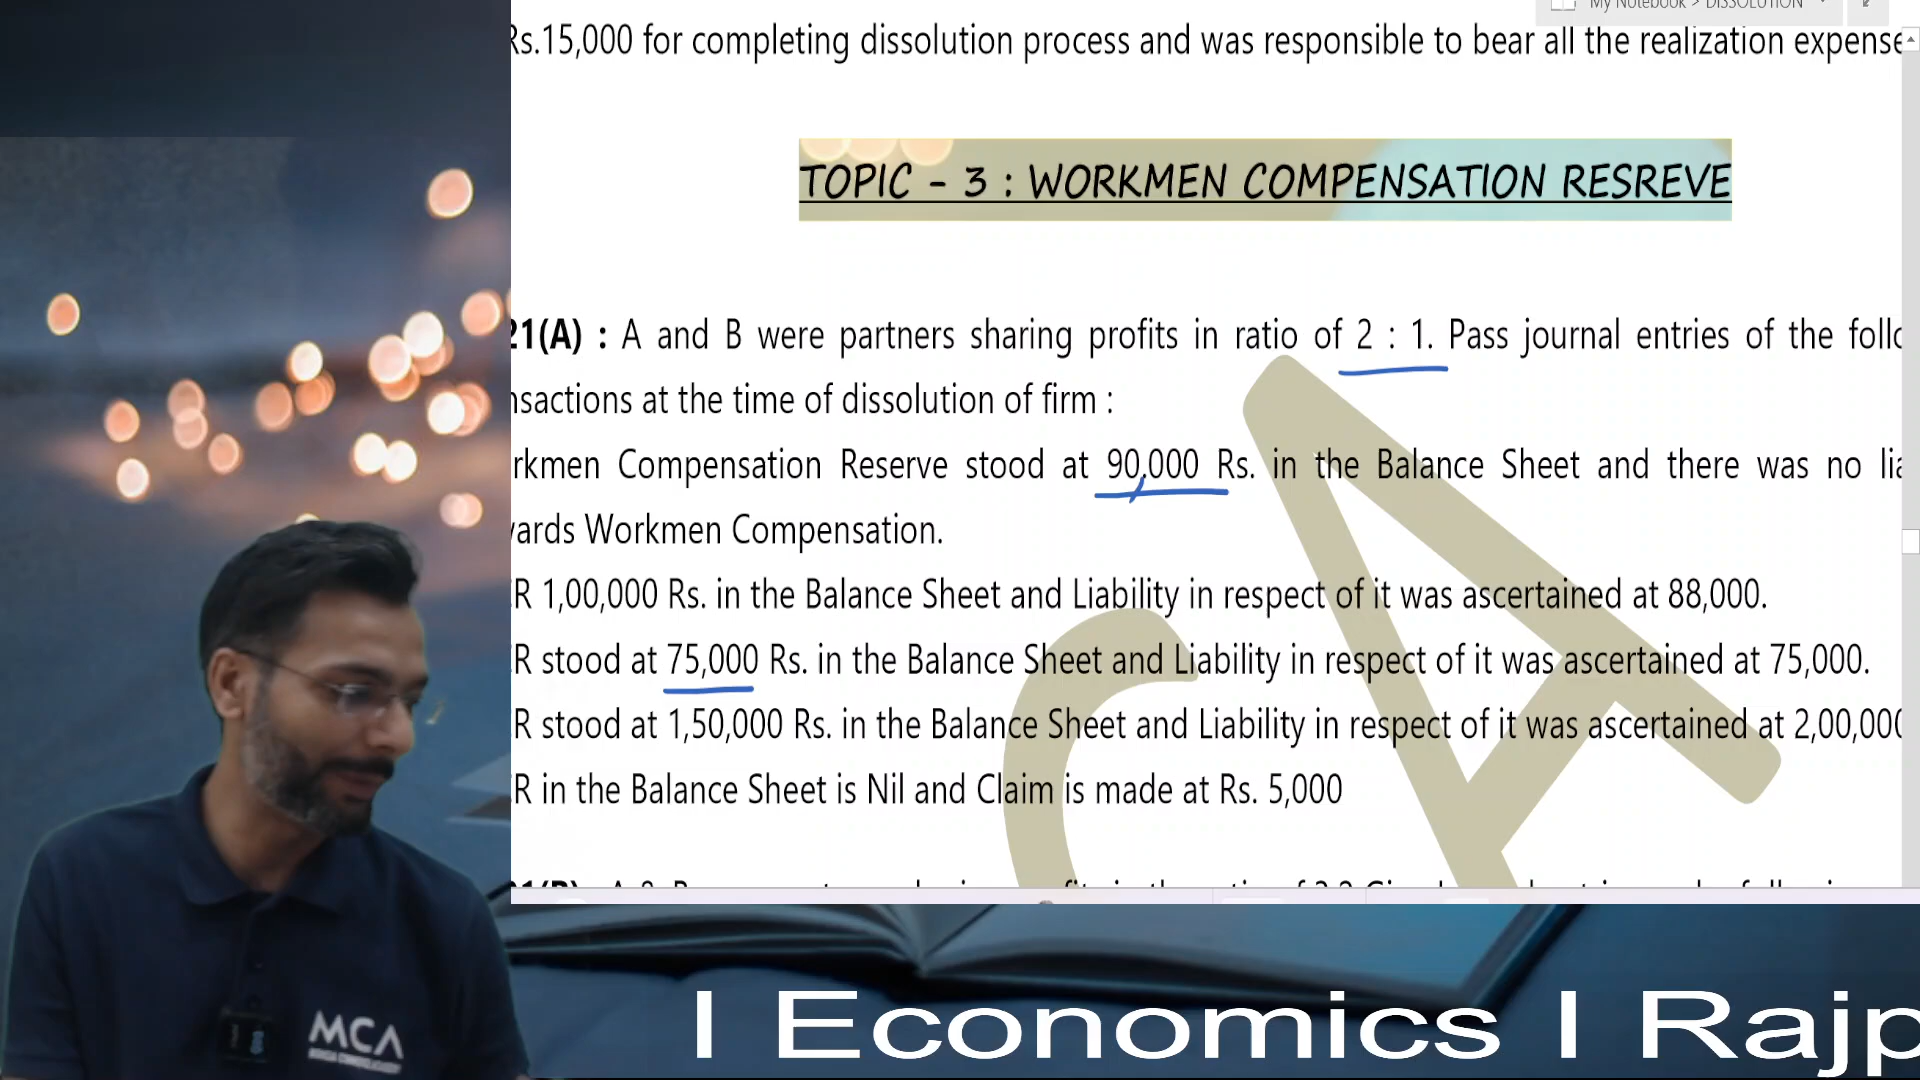 My Notebook > DISSOLUTION
Rs.15,000 for completing dissolution process and was responsible to bear all the realization expense
TOPIC - 3 : WORKMEN COMPENSATION RESREVE
21(A) : A and B were partners sharing profits in ratio of 2 : 1. Pass journal entries of the follo
nsactions at the time of dissolution of firm :
rkmen Compensation Reserve stood at 90,000 Rs. in the Balance Sheet and there was no lia
wards Workmen Compensation.
CR 1,00,000 Rs. in the Balance Sheet and Liability in respect of it was ascertained at 88,000.
CR stood at 75,000 Rs. in the Balance Sheet and Liability in respect of it was ascertained at 75,000.
CR stood at 1,50,000 Rs. in the Balance Sheet and Liability in respect of it was ascertained at 2,00,000
CR in the Balance Sheet is Nil and Claim is made at Rs. 5,000
CA
MCA
I Economics I Rajp